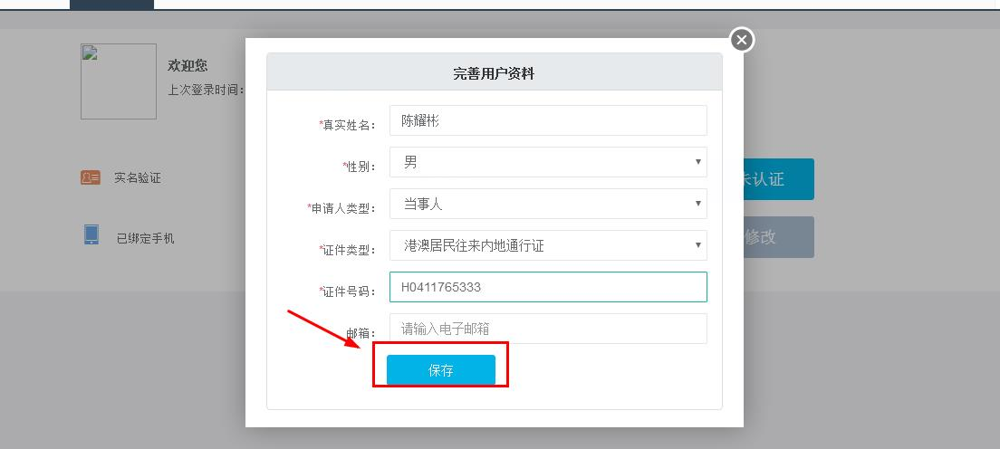 完善用户资料
欢迎您
上次登录时间：
*真实姓名： 陈耀彬
*性别： 男
实名验证
未认证
*申请人类型： 当事人
已绑定手机
修改
*证件类型： 港澳居民往来内地通行证
*证件号码： H0411765333
邮箱： 请输入电子邮箱
保存